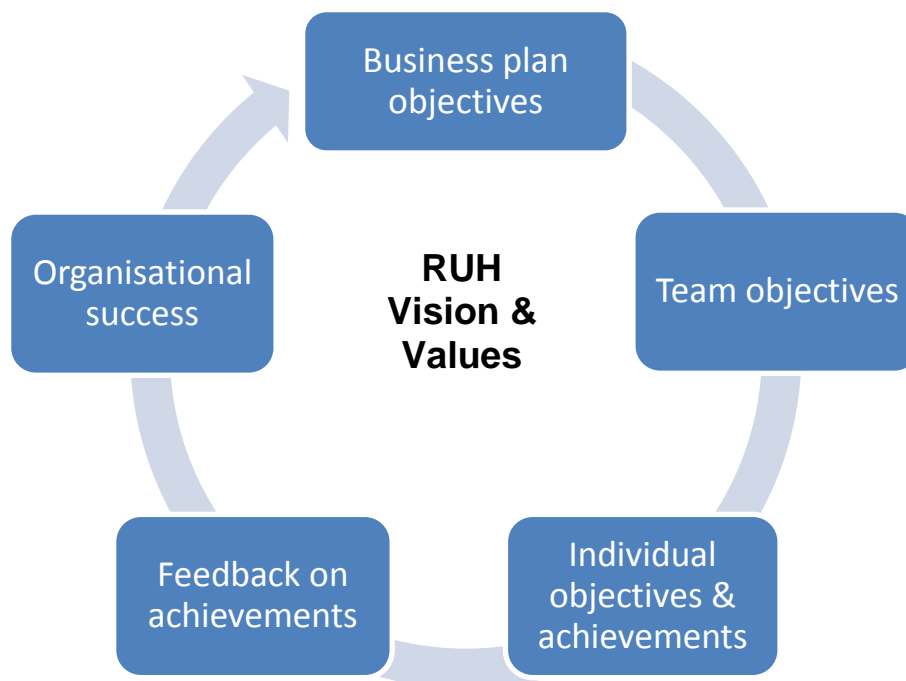 Business plan
objectives
Team objectives
Individual
objectives &
achievements
Feedback on
achievements
Organisational
success
RUH
Vision &
Values